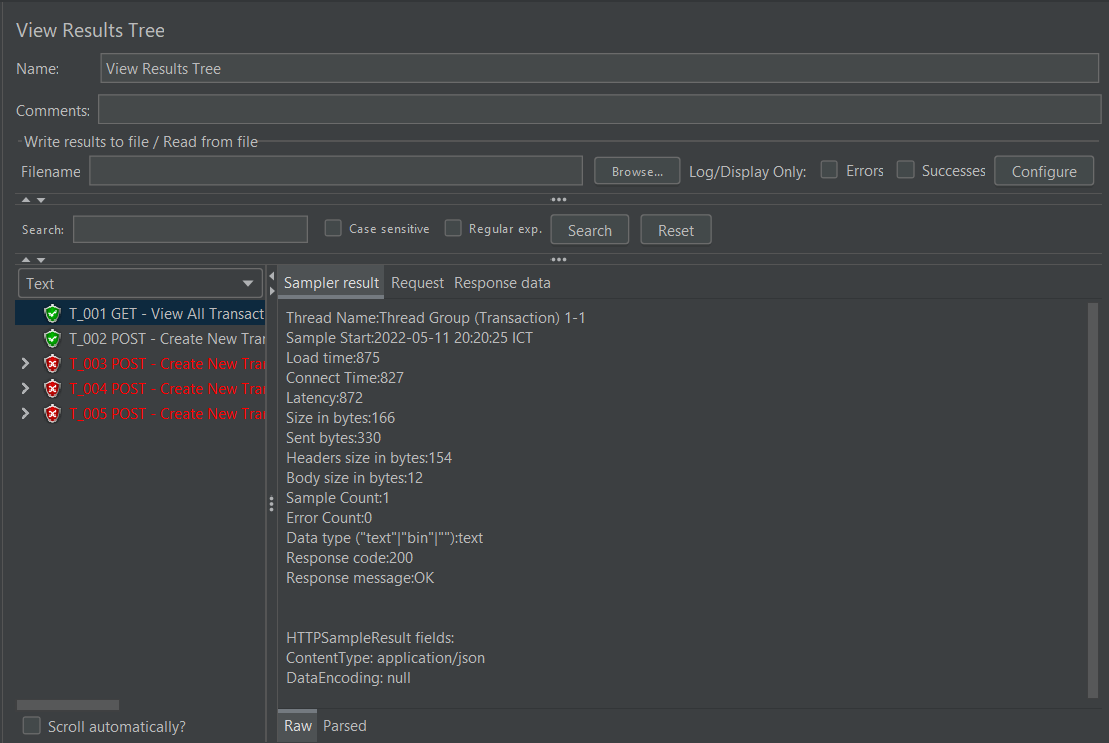 View Results Tree
Name: View Results Tree
Comments:
Write results to file / Read from file
Filename Browse... Log/Display Only: Errors Successes Configure
Search: Case sensitive Regular exp. Search Reset
Text
T_001 GET - View All Transact
T_002 POST - Create New Tran
T_003 POST - Create New Tran
T_004 POST - Create New Tran
T_005 POST - Create New Tran
Scroll automatically?
Sampler result Request Response data
Thread Name:Thread Group (Transaction) 1-1
Sample Start:2022-05-11 20:20:25 ICT
Load time:875
Connect Time:827
Latency:872
Size in bytes:166
Sent bytes:330
Headers size in bytes:154
Body size in bytes:12
Sample Count:1
Error Count:0
Data type ("text"|"bin"|""):text
Response code:200
Response message:OK
HTTPSampleResult fields:
ContentType: application/json
DataEncoding: null
Raw Parsed